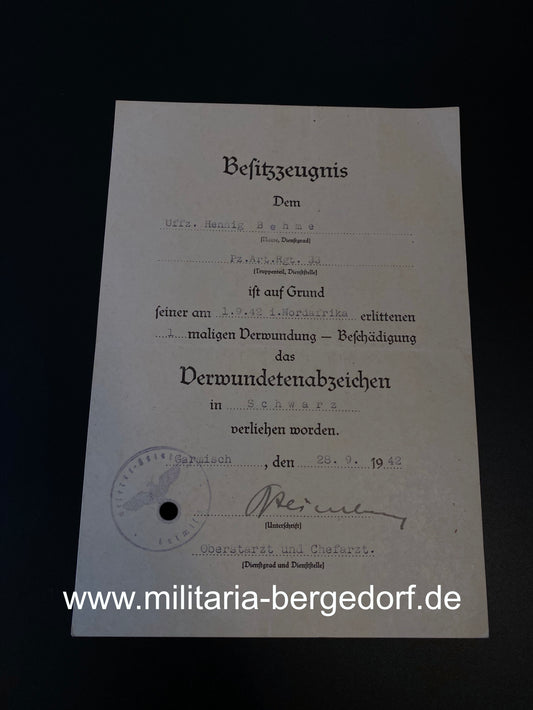 Besitzzeugnis
Dem
Uffz. Hennig Behme
(Name, Dienstgrad)
Pz.Art.Rgt. 33
(Truppenteil, Dienststelle)
ist auf Grund
seiner am 1.9.42 i.Nordafrika erlittenen
1 maligen Verwundung — Beschädigung
das
Verwundetenabzeichen
in Schwarz
verliehen worden.
Garmisch, den 28. 9. 1942
(Unterschrift)
Oberstarzt und Chefarzt.
(Dienstgrad und Dienststelle)
www.militaria-bergedorf.de